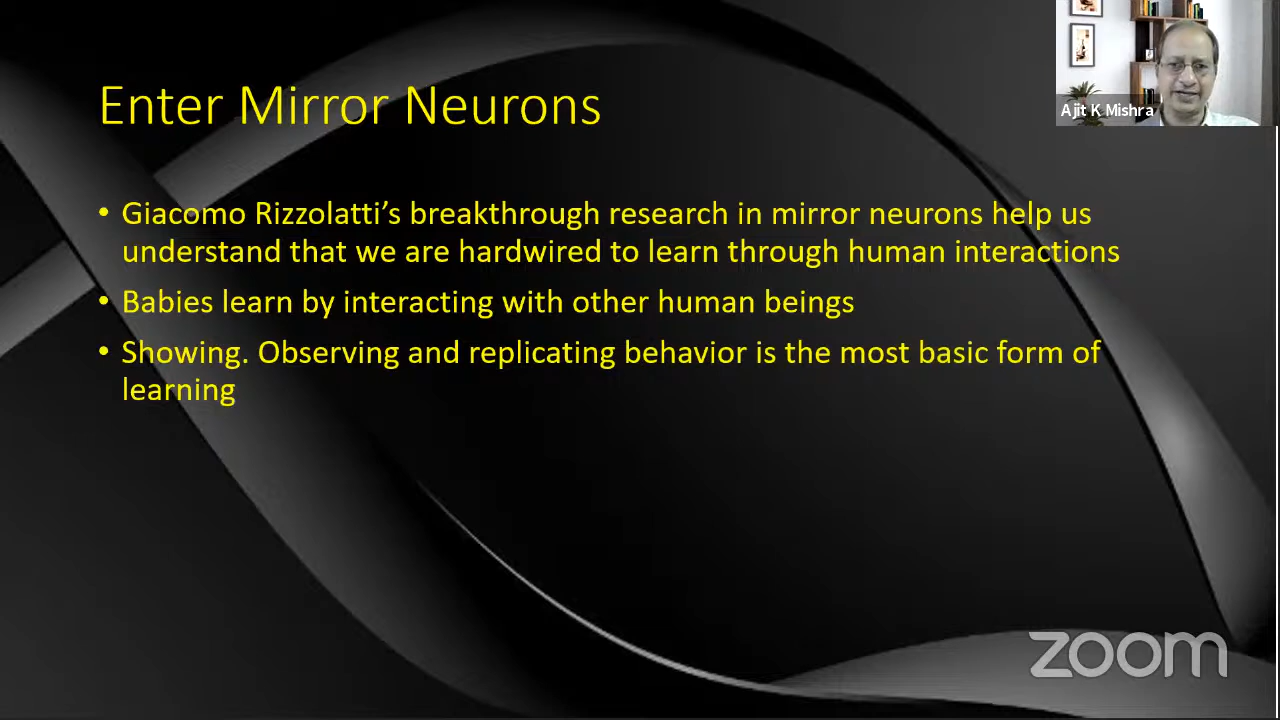 Enter Mirror Neurons
Ajit K Mishra
• Giacomo Rizzolatti’s breakthrough research in mirror neurons help us
understand that we are hardwired to learn through human interactions
• Babies learn by interacting with other human beings
• Showing. Observing and replicating behavior is the most basic form of
learning
zoom